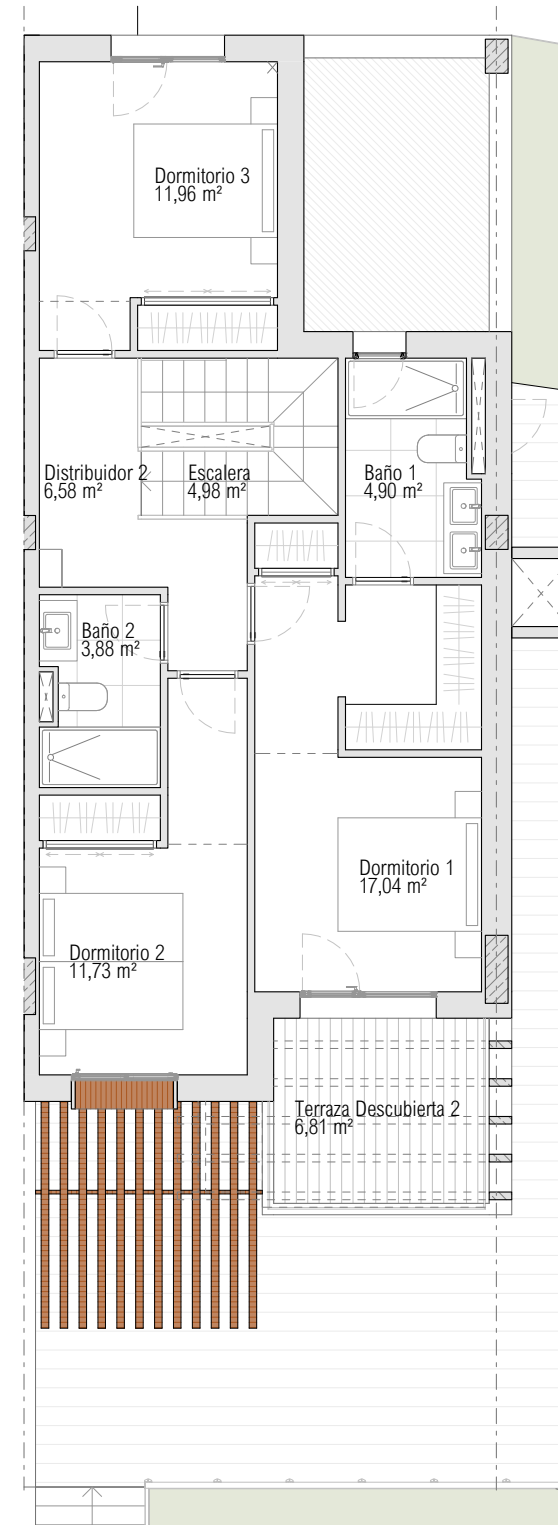 Dormitorio 3
11,96 m²
Distribuidor 2
6,58 m²
Escalera
4,98 m²
Baño 1
4,90 m²
Baño 2
3,88 m²
Dormitorio 1
17,04 m²
Dormitorio 2
11,73 m²
Terraza Descubierta 2
6,81 m²